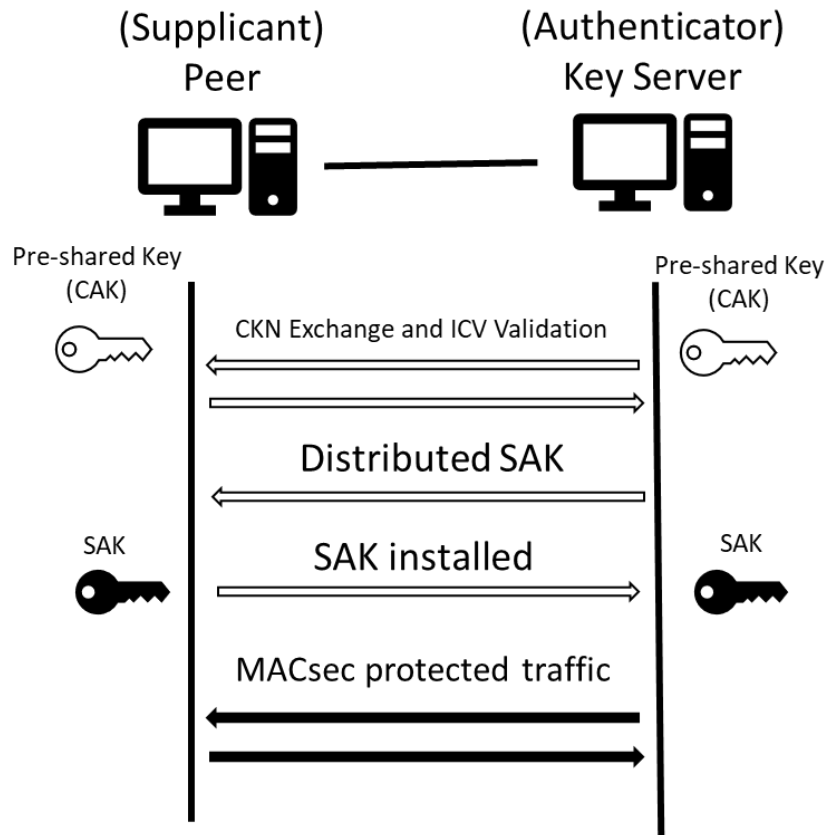 (Supplicant)
Peer
(Authenticator)
Key Server
Pre-shared Key
(CAK)
Pre-shared Key
(CAK)
CKN Exchange and ICV Validation
Distributed SAK
SAK installed
SAK
SAK
MACsec protected traffic